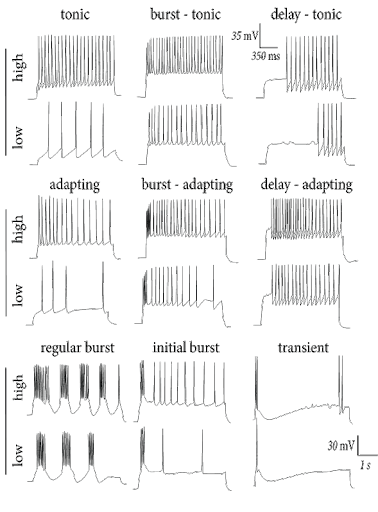 tonic burst - tonic delay - tonic
35 mV
350 ms
high
low
adapting burst - adapting delay - adapting
high
low
regular burst initial burst transient
high
low
30 mV
1 s